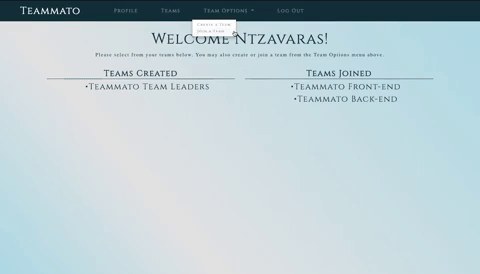 Teammato Profile Teams Team Options Log Out
Create a Team
Join a Team
Welcome Ntzavaras!
Please select from your teams below. You may also create or join a team from the Team Options menu above.
Teams Created Teams Joined
•Teammato Team Leaders •Teammato Front-end
•Teammato Back-end